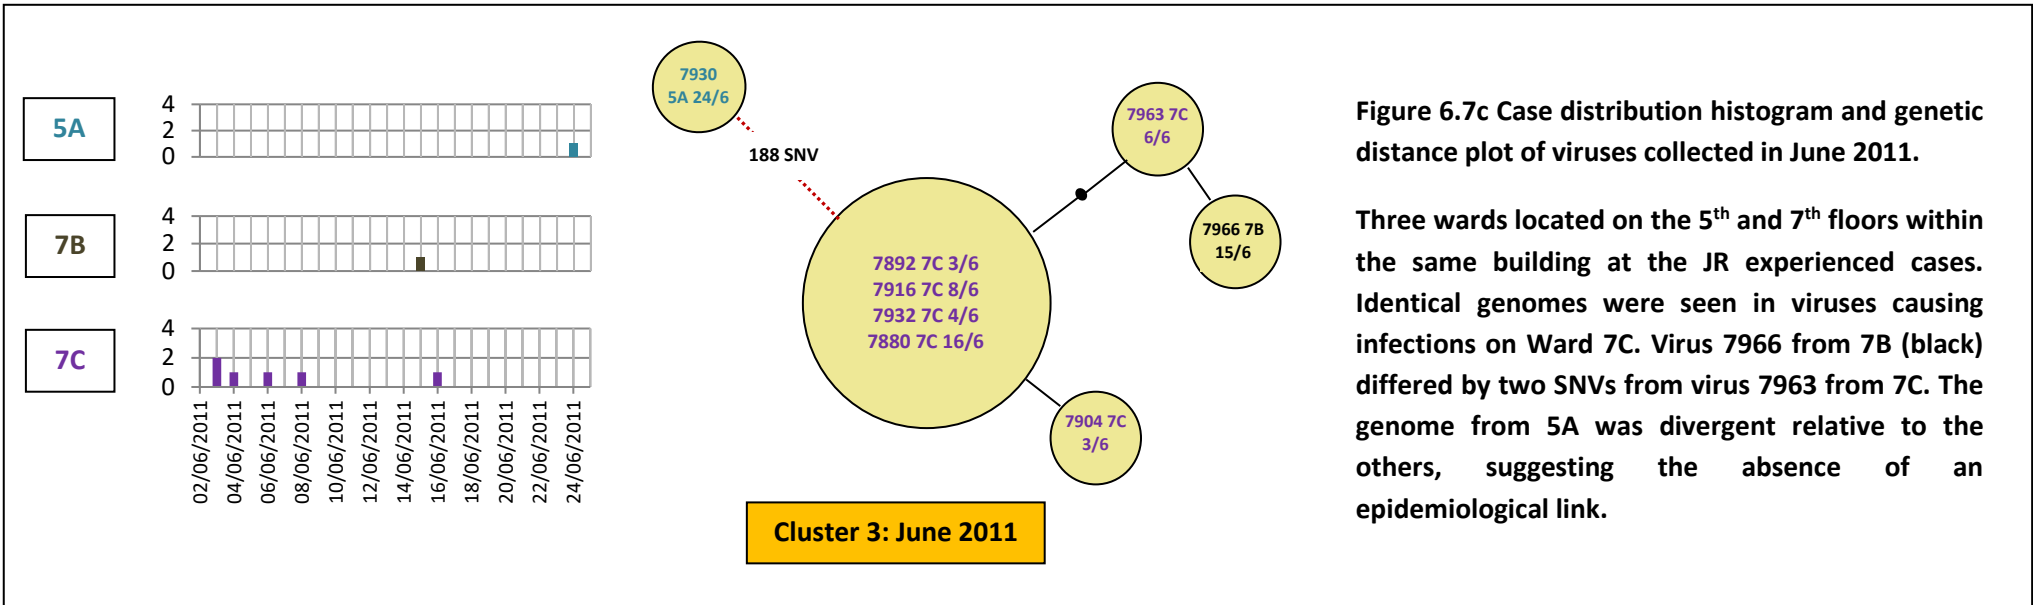 5A
4
2
0
7B
4
2
0
7C
4
2
0
02/06/2011
04/06/2011
06/06/2011
08/06/2011
10/06/2011
12/06/2011
14/06/2011
16/06/2011
18/06/2011
20/06/2011
22/06/2011
24/06/2011
7930
5A 24/6
188 SNV
7963 7C
6/6
7966 7B
15/6
7892 7C 3/6
7916 7C 8/6
7932 7C 4/6
7880 7C 16/6
7904 7C
3/6
Cluster 3: June 2011
Figure 6.7c Case distribution histogram and genetic
distance plot of viruses collected in June 2011.
Three wards located on the 5th and 7th floors within
the same building at the JR experienced cases.
Identical genomes were seen in viruses causing
infections on Ward 7C. Virus 7966 from 7B (black)
differed by two SNVs from virus 7963 from 7C. The
genome from 5A was divergent relative to the
others, suggesting the absence of an
epidemiological link.